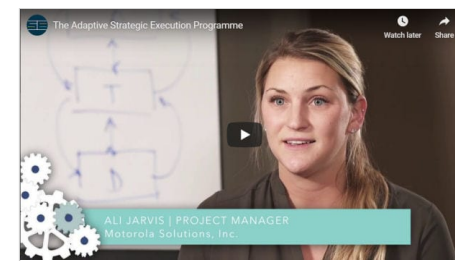 The Adaptive Strategic Execution Programme
Watch later
Share
T
D
ALI JARVIS | PROJECT MANAGER
Motorola Solutions, Inc.